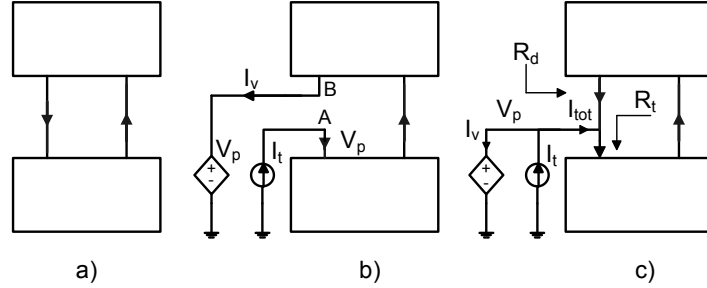 I_v
B
A
V_p
I_t
V_p
R_d
R_t
V_p
I_tot
I_v
I_t
+
-
+
-
a)
b)
c)